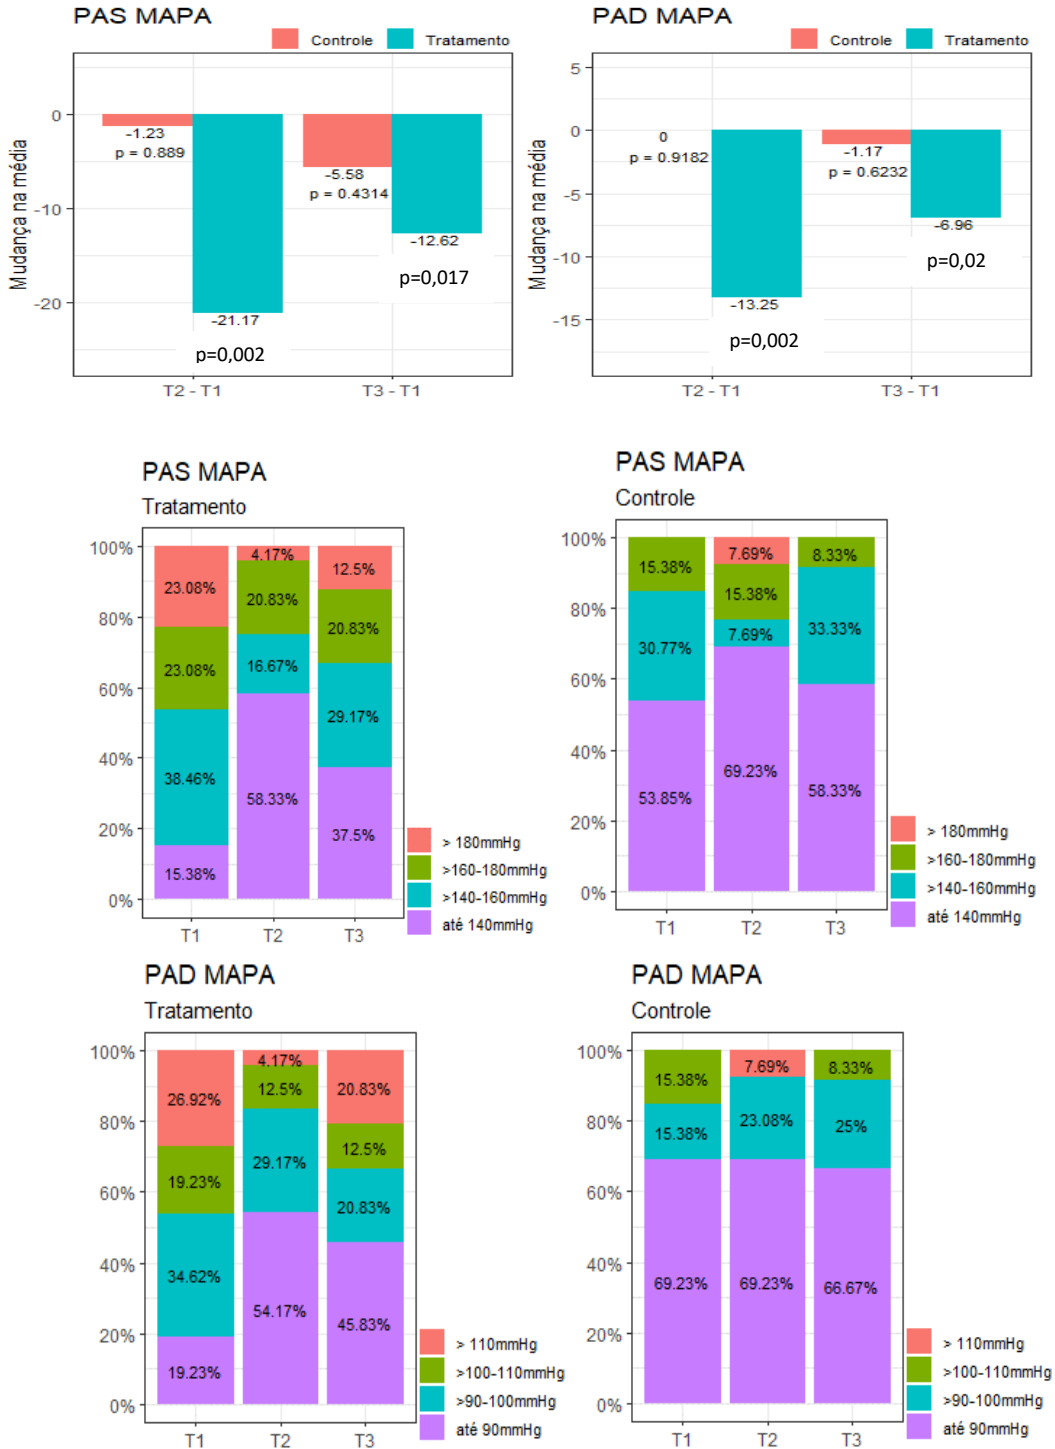 PAS MAPA
Controle Tratamento
Mudança na média
0
-10
-20
-1.23
p = 0.889
-21.17
p=0,002
-5.58
p = 0.4314
-12.62
p=0,017
T2 - T1
T3 - T1
PAD MAPA
Controle Tratamento
Mudança na média
5
0
-5
-10
-15
0
p = 0.9182
-13.25
p=0,002
-1.17
p = 0.6232
-6.96
p=0,02
T2 - T1
T3 - T1
PAS MAPA
Tratamento
100%
80%
60%
40%
20%
0%
23.08%
23.08%
38.46%
15.38%
4.17%
20.83%
16.67%
58.33%
12.5%
20.83%
29.17%
37.5%
T1
T2
T3
> 180mmHg
>160-180mmHg
>140-160mmHg
até 140mmHg
PAS MAPA
Controle
100%
80%
60%
40%
20%
0%
15.38%
30.77%
53.85%
7.69%
15.38%
7.69%
69.23%
8.33%
33.33%
58.33%
T1
T2
T3
> 180mmHg
>160-180mmHg
>140-160mmHg
até 140mmHg
PAD MAPA
Tratamento
100%
80%
60%
40%
20%
0%
26.92%
19.23%
34.62%
19.23%
4.17%
12.5%
29.17%
54.17%
20.83%
12.5%
20.83%
45.83%
T1
T2
T3
> 110mmHg
>100-110mmHg
>90-100mmHg
até 90mmHg
PAD MAPA
Controle
100%
80%
60%
40%
20%
0%
15.38%
15.38%
69.23%
7.69%
23.08%
69.23%
8.33%
25%
66.67%
T1
T2
T3
> 110mmHg
>100-110mmHg
>90-100mmHg
até 90mmHg